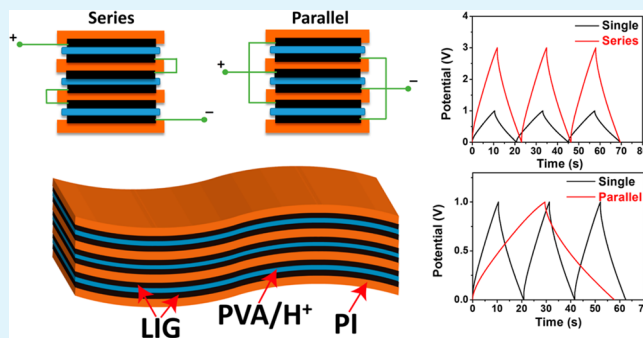 Series
Parallel
+
−
+
−
LIG
PVA/H+
PI
Single
Series
Potential (V)
4
3
2
1
0
0 10 20 30 40 50 60 70 80
Time (s)
Single
Parallel
Potential (V)
1.0
0.5
0.0
0 10 20 30 40 50 60 70
Time (s)